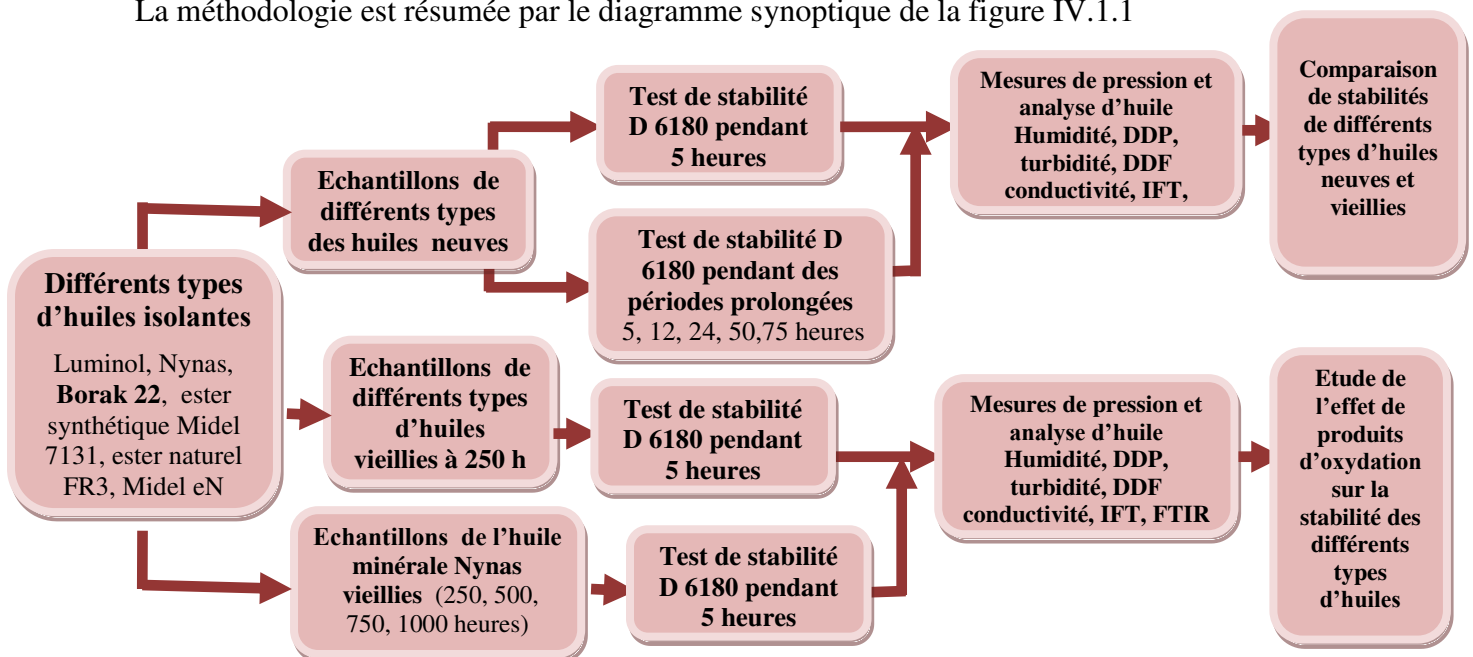 La méthodologie est résumée par le diagramme synoptique de la figure IV.1.1
Différents types
d’huiles isolantes
Luminol, Nynas,
Borak 22, ester
synthétique Midel
7131, ester naturel
FR3, Midel eN
Echantillons de
différents types
des huiles neuves
Test de stabilité
D 6180 pendant
5 heures
Test de stabilité D
6180 pendant des
périodes prolongées
5, 12, 24, 50,75 heures
Mesures de pression et
analyse d’huile
Humidité, DDP,
turbidité, DDF
conductivité, IFT,
Comparaison
de stabilités
de différents
types d’huiles
neuves et
vieillies
Echantillons de
différents types
d’huiles
vieillies à 250 h
Test de stabilité
D 6180 pendant
5 heures
Echantillons de l’huile
minérale Nynas
vieillies (250, 500,
750, 1000 heures)
Test de stabilité
D 6180 pendant
5 heures
Mesures de pression et
analyse d’huile
Humidité, DDP,
turbidité, DDF
conductivité, IFT, FTIR
Etude de
l’effet de
produits
d’oxydation
sur la
stabilité des
différents
types
d’huiles